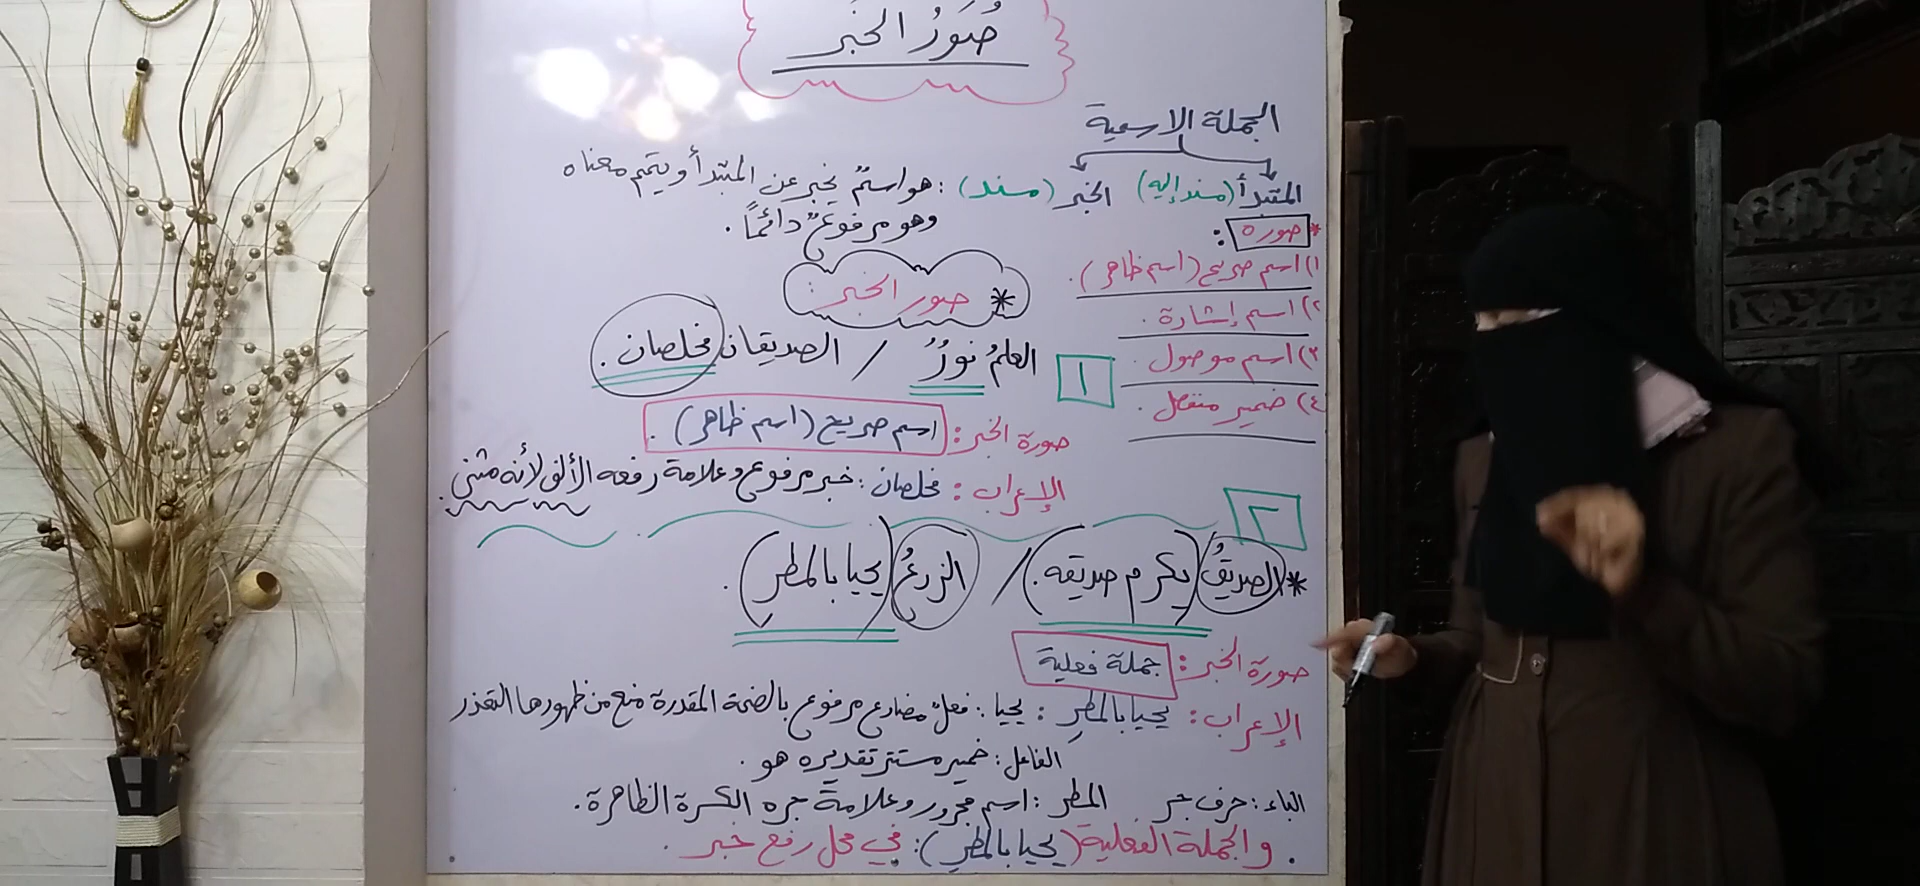 صُوَرُ الخَبَر
الجملة الاسمية
المبتدأ (مسند إليه) الخبر (مسند) : هو اسمٌ يخبر عن المبتدأ ويتمم معناه
وهو مرفوعٌ دائمًا .
* صوره :
١) اسم صريح (اسم ظاهر) .
٢) اسم إشارة .
٣) اسم موصول .
٤) ضمير منفصل .
* صور الخبر :
١ العلمُ نورٌ / الصديقان مخلصان .
صورة الخبر : اسم صريح (اسم ظاهر) .
الإعراب : مخلصان : خبر مرفوع وعلامة رفعه الألف لأنه مثنى .
٢
* الصديقُ (يكرم صديقه .) / الزرعُ (يحيا بالمطرِ) .
صورة الخبر : جملة فعلية
الإعراب : يحيا بالمطرِ : يحيا : فعلٌ مضارع مرفوع بالضمة المقدرة منع من ظهورها التعذر
الفاعل : ضمير مستتر تقديره هو .
الباء : حرف جر المطر : اسم مجرور وعلامة جره الكسرة الظاهرة .
. والجملة الفعلية (يحيا بالمطرِ) : في محل رفع خبر .